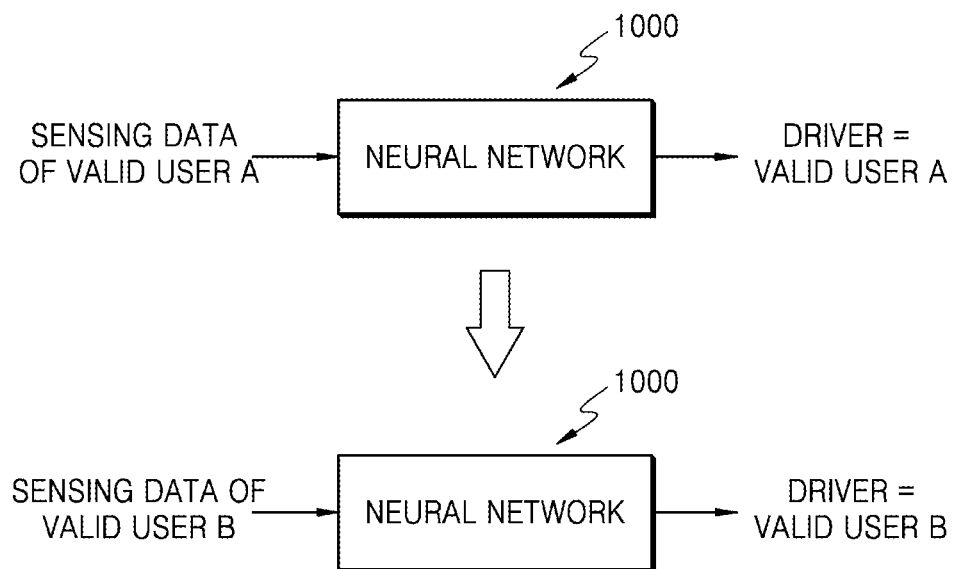 1000
SENSING DATA
OF VALID USER A
NEURAL NETWORK
DRIVER =
VALID USER A
1000
SENSING DATA OF
VALID USER B
NEURAL NETWORK
DRIVER =
VALID USER B